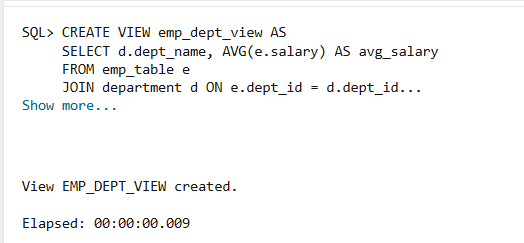 SQL> CREATE VIEW emp_dept_view AS
SELECT d.dept_name, AVG(e.salary) AS avg_salary
FROM emp_table e
JOIN department d ON e.dept_id = d.dept_id...
Show more...
View EMP_DEPT_VIEW created.
Elapsed: 00:00:00.009